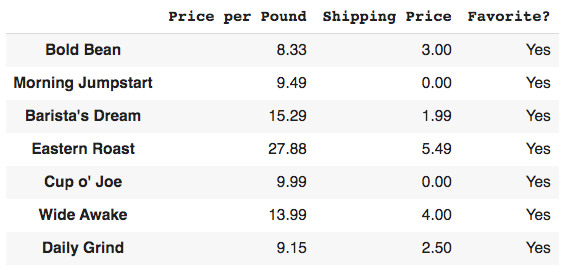 Price per Pound Shipping Price Favorite?
Bold Bean 8.33 3.00 Yes
Morning Jumpstart 9.49 0.00 Yes
Barista's Dream 15.29 1.99 Yes
Eastern Roast 27.88 5.49 Yes
Cup o' Joe 9.99 0.00 Yes
Wide Awake 13.99 4.00 Yes
Daily Grind 9.15 2.50 Yes